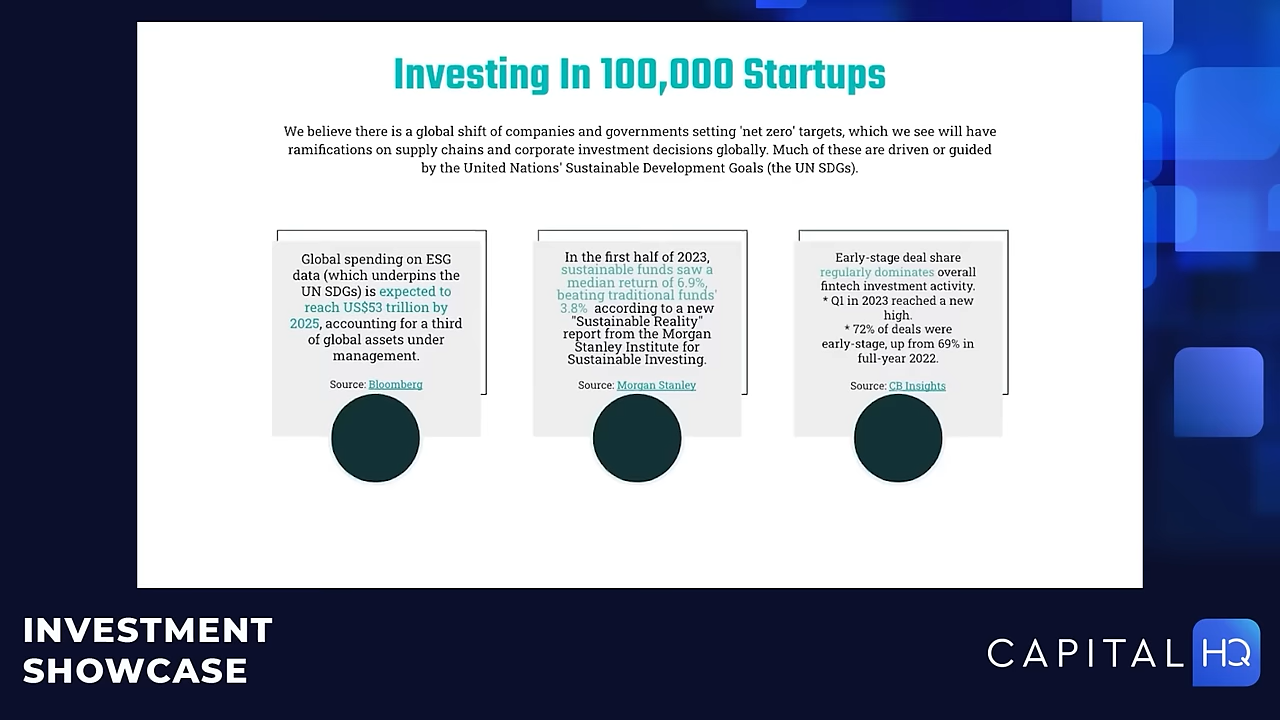 Investing In 100,000 Startups
We believe there is a global shift of companies and governments setting 'net zero' targets, which we see will have
ramifications on supply chains and corporate investment decisions globally. Much of these are driven or guided
by the United Nations' Sustainable Development Goals (the UN SDGs).
Global spending on ESG
data (which underpins the
UN SDGs) is expected to
reach US$53 trillion by
2025, accounting for a third
of global assets under
management.
Source: Bloomberg
In the first half of 2023,
sustainable funds saw a
median return of 6.9%,
beating traditional funds'
3.8% according to a new
"Sustainable Reality"
report from the Morgan
Stanley Institute for
Sustainable Investing.
Source: Morgan Stanley
Early-stage deal share
regularly dominates overall
fintech investment activity.
* Q1 in 2023 reached a new
high.
* 72% of deals were
early-stage, up from 69% in
full-year 2022.
Source: CB Insights
INVESTMENT
SHOWCASE
CAPITAL HQ